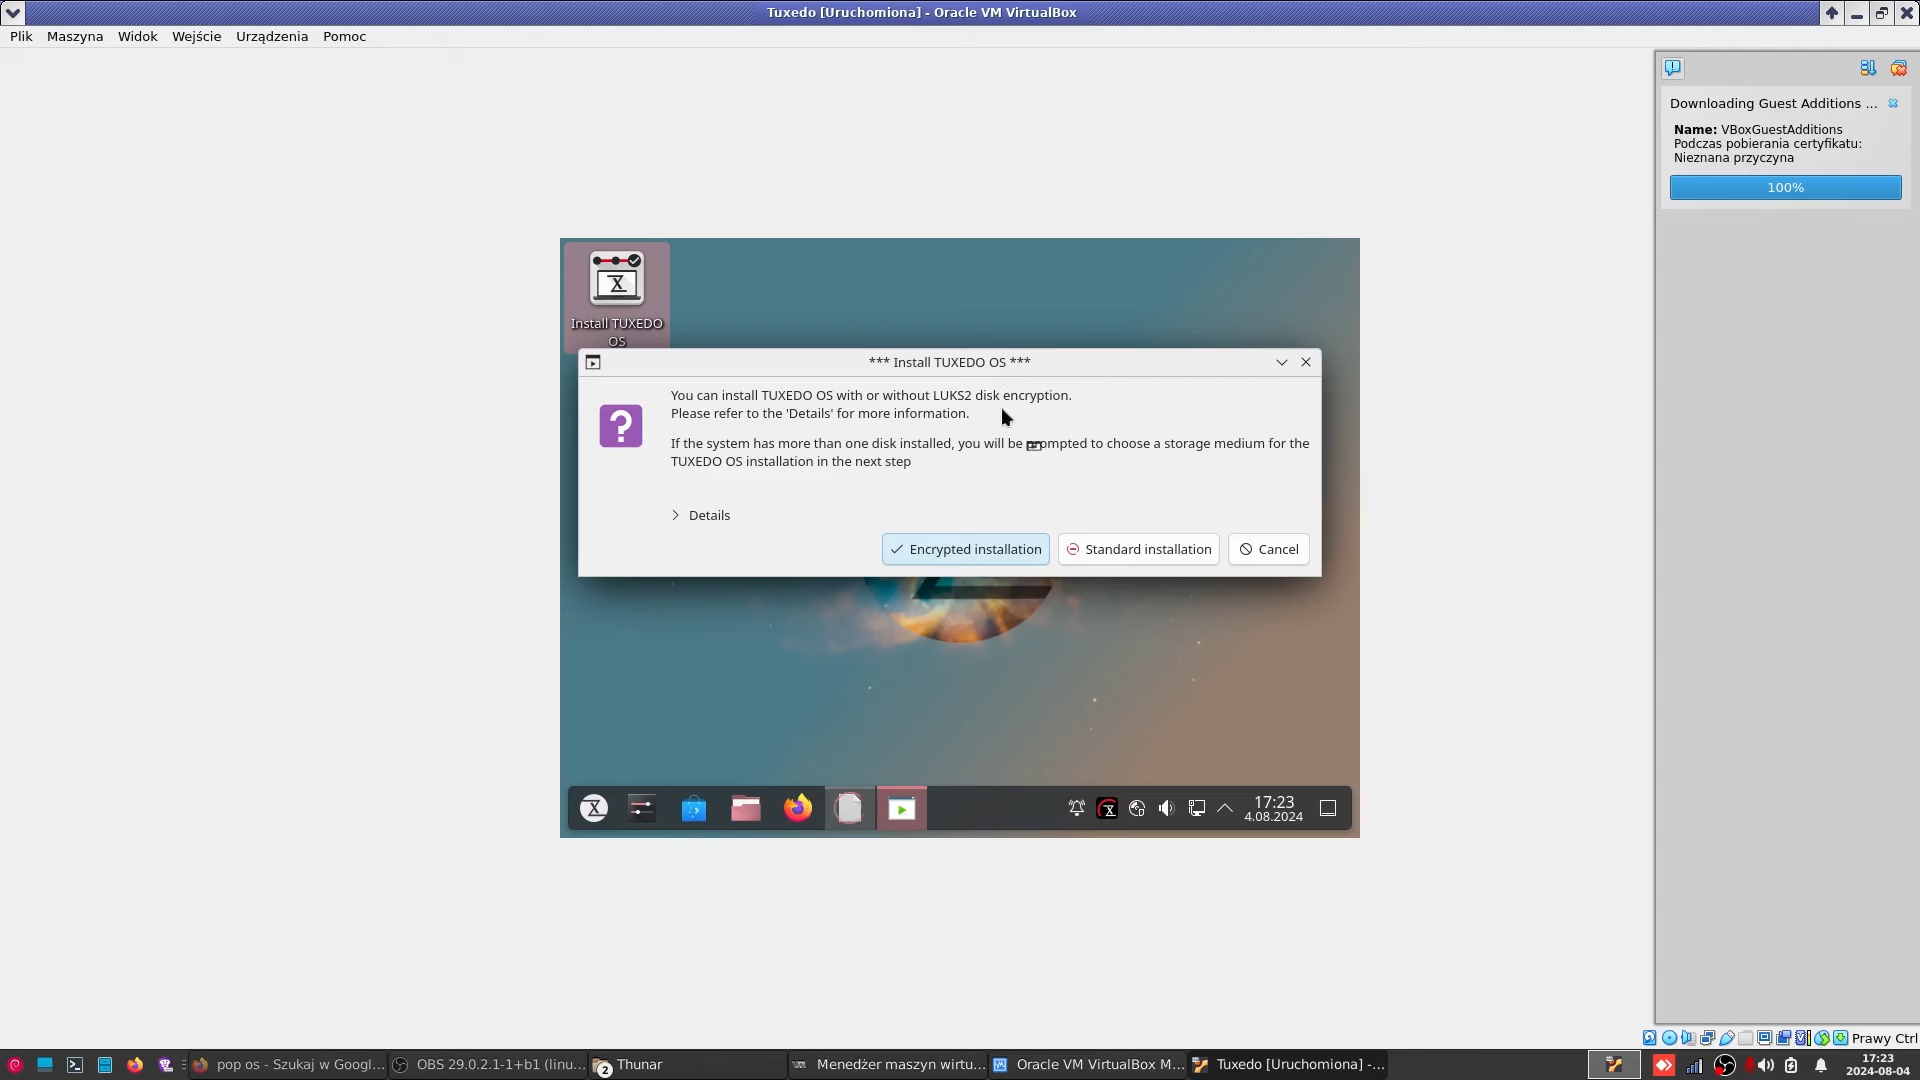 Tuxedo [Uruchomiona] - Oracle VM VirtualBox
Plik Maszyna Widok Wejście Urządzenia Pomoc
Downloading Guest Additions ...
Name: VBoxGuestAdditions
Podczas pobierania certyfikatu:
Nieznana przyczyna
100%
Install TUXEDO
OS
*** Install TUXEDO OS ***
You can install TUXEDO OS with or without LUKS2 disk encryption.
Please refer to the 'Details' for more information.
If the system has more than one disk installed, you will be prompted to choose a storage medium for the
TUXEDO OS installation in the next step
Details
Encrypted installation Standard installation Cancel
17:23
4.08.2024
Prawy Ctrl
pop os - Szukaj w Googl... OBS 29.0.2.1-1+b1 (linu... 2 Thunar Menedżer maszyn wirtu... Oracle VM VirtualBox M... Tuxedo [Uruchomiona] -...
17:23
2024-08-04